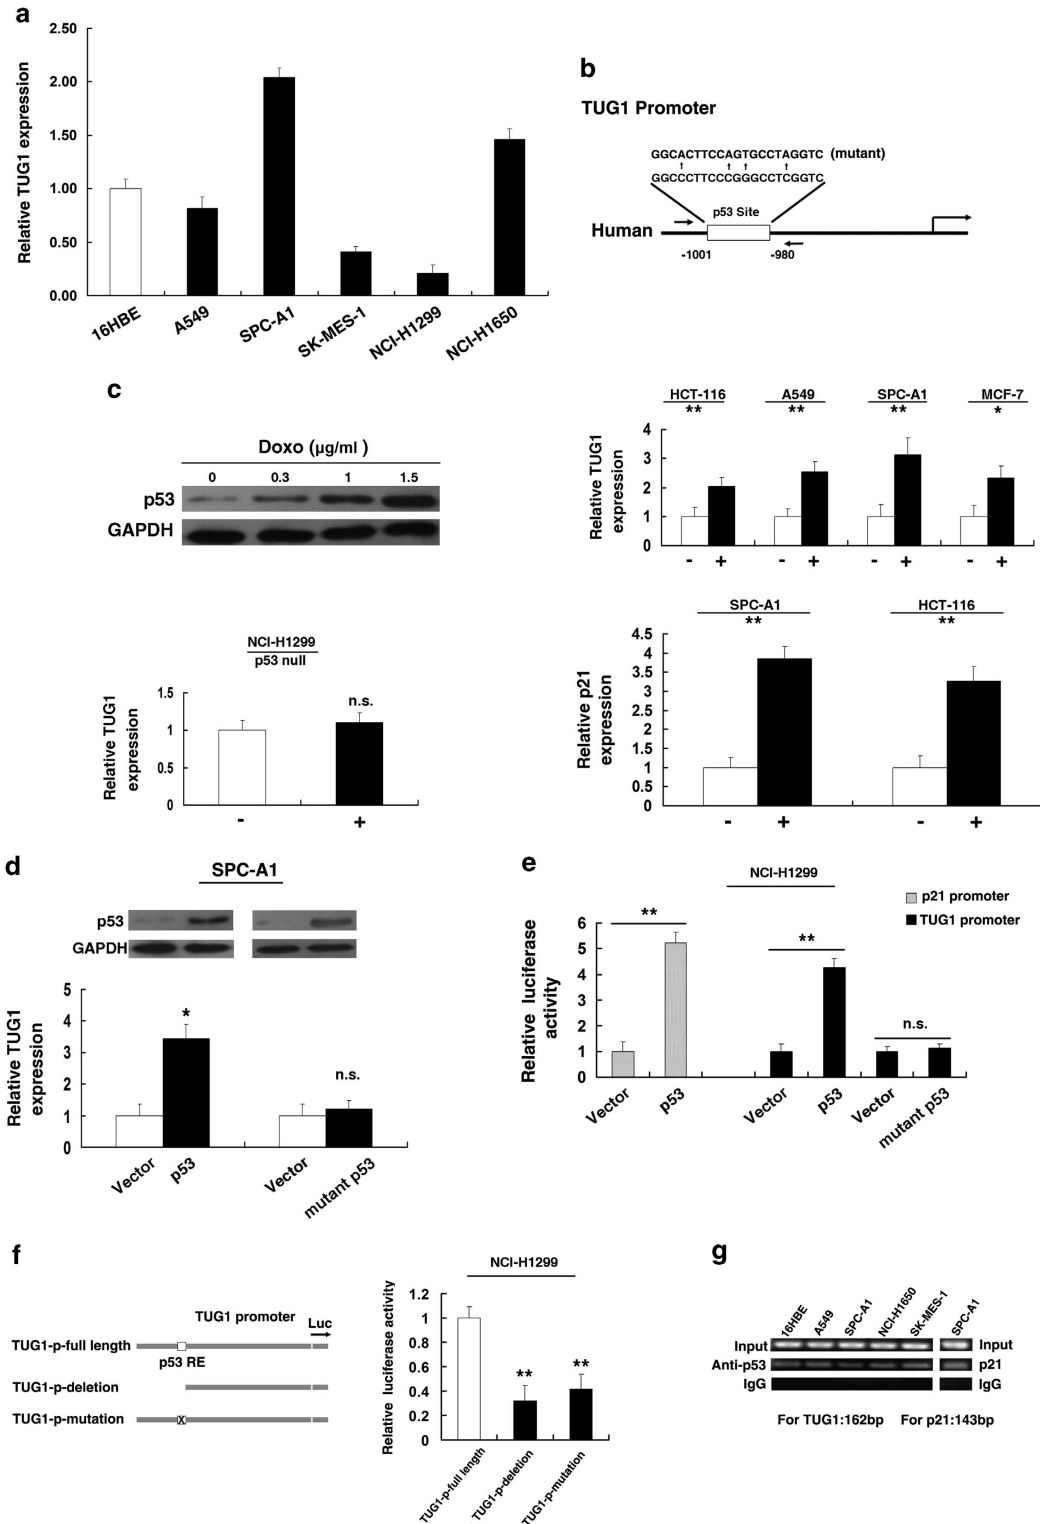 a
2.50
2.00
1.50
1.00
0.50
0.00
Relative TUG1 expression
16HBE
A549
SPC-A1
SK-MES-1
NCI-H1299
NCI-H1650
b
TUG1 Promoter
GGCACTTCCAGTGCCTAGGTC (mutant)
GGCCCTTCCCGGGCCTCGGTC
p53 Site
Human
-1001
-980
c
Doxo (µg/ml )
0 0.3 1 1.5
p53
GAPDH
HCT-116 A549 SPC-A1 MCF-7
** ** ** *
4
3
2
1
0
Relative TUG1
expression
- + - + - + - +
NCI-H1299
p53 null
1.5
1
0.5
0
Relative TUG1
expression
n.s.
- +
SPC-A1 HCT-116
** **
4.5
4
3.5
3
2.5
2
1.5
1
0.5
0
Relative p21
expression
- + - +
d
SPC-A1
p53
GAPDH
5
4
3
2
1
0
Relative TUG1
expression
*
n.s.
Vector
p53
Vector
mutant p53
e
NCI-H1299
p21 promoter
TUG1 promoter
6
5
4
3
2
1
0
Relative luciferase
activity
**
**
n.s.
Vector
p53
Vector
p53
Vector
mutant p53
f
TUG1 promoter
Luc
TUG1-p-full length
p53 RE
TUG1-p-deletion
TUG1-p-mutation
X
NCI-H1299
1.2
1
0.8
0.6
0.4
0.2
0
Relative luciferase activity
**
**
TUG1-p-full length
TUG1-p-deletion
TUG1-p-mutation
g
16HBE
A549
SPC-A1
NCI-H1650
SK-MES-1
SPC-A1
Input Input
Anti-p53 p21
IgG IgG
For TUG1:162bp For p21:143bp